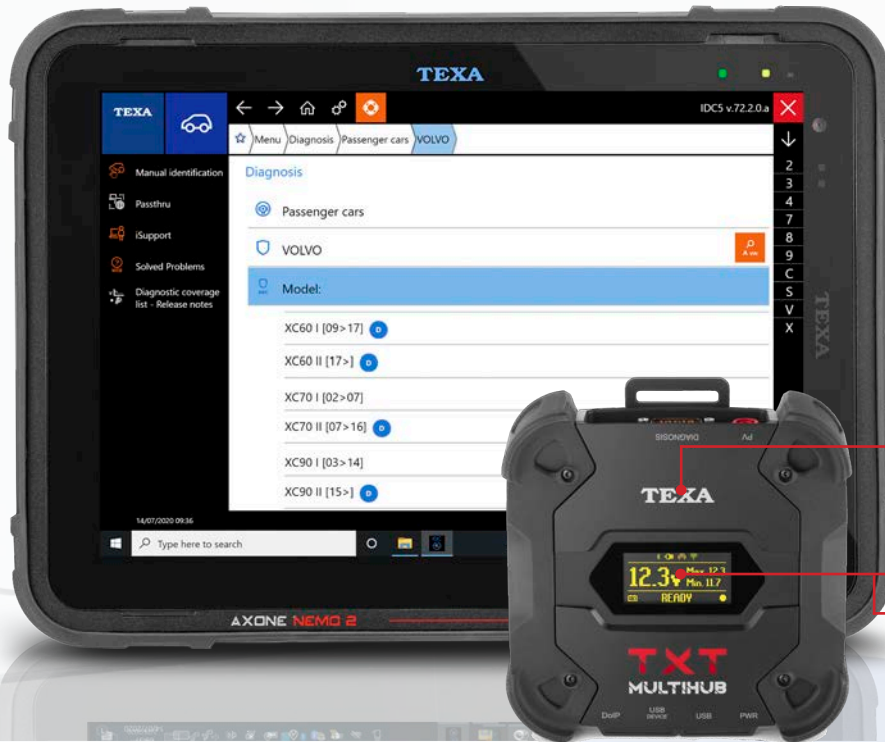 TEXA
TEXA
IDC5 v.72.2.0.a
Menu Diagnosis Passenger cars VOLVO
Manual identification
Passthru
iSupport
Solved Problems
Diagnostic coverage
list - Release notes
Diagnosis
Passenger cars
VOLVO
Model:
XC60 I [09>17] D
XC60 II [17>] D
XC70 I [02>07]
XC70 II [07>16] D
XC90 I [03>14]
XC90 II [15>] D
2
3
4
7
8
9
C
S
V
X
TEXA
14/07/2020 09:36
Type here to search
AXONE NEMO 2
DIAGNOSIS
PV
TEXA
12.3V Max. 12.3
Min. 11.7
READY
TXT
MULTIHUB
DoIP
USB
DEVICE
USB
PWR